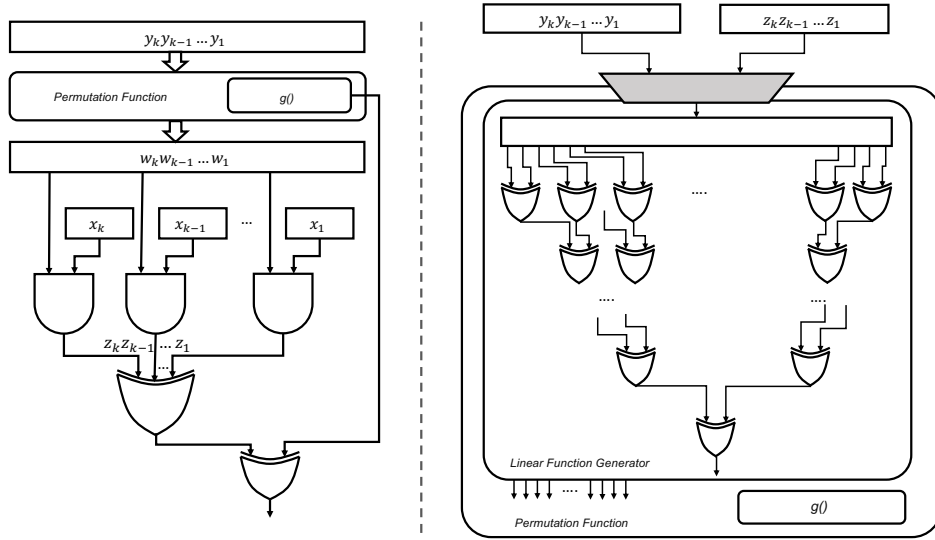 y_k y_{k-1} ... y_1
Permutation Function
g()
w_k w_{k-1} ... w_1
x_k
x_{k-1}
...
x_1
z_k z_{k-1} ... z_1
...
y_k y_{k-1} ... y_1
z_k z_{k-1} ... z_1
....
....
....
Linear Function Generator
....
g()
Permutation Function